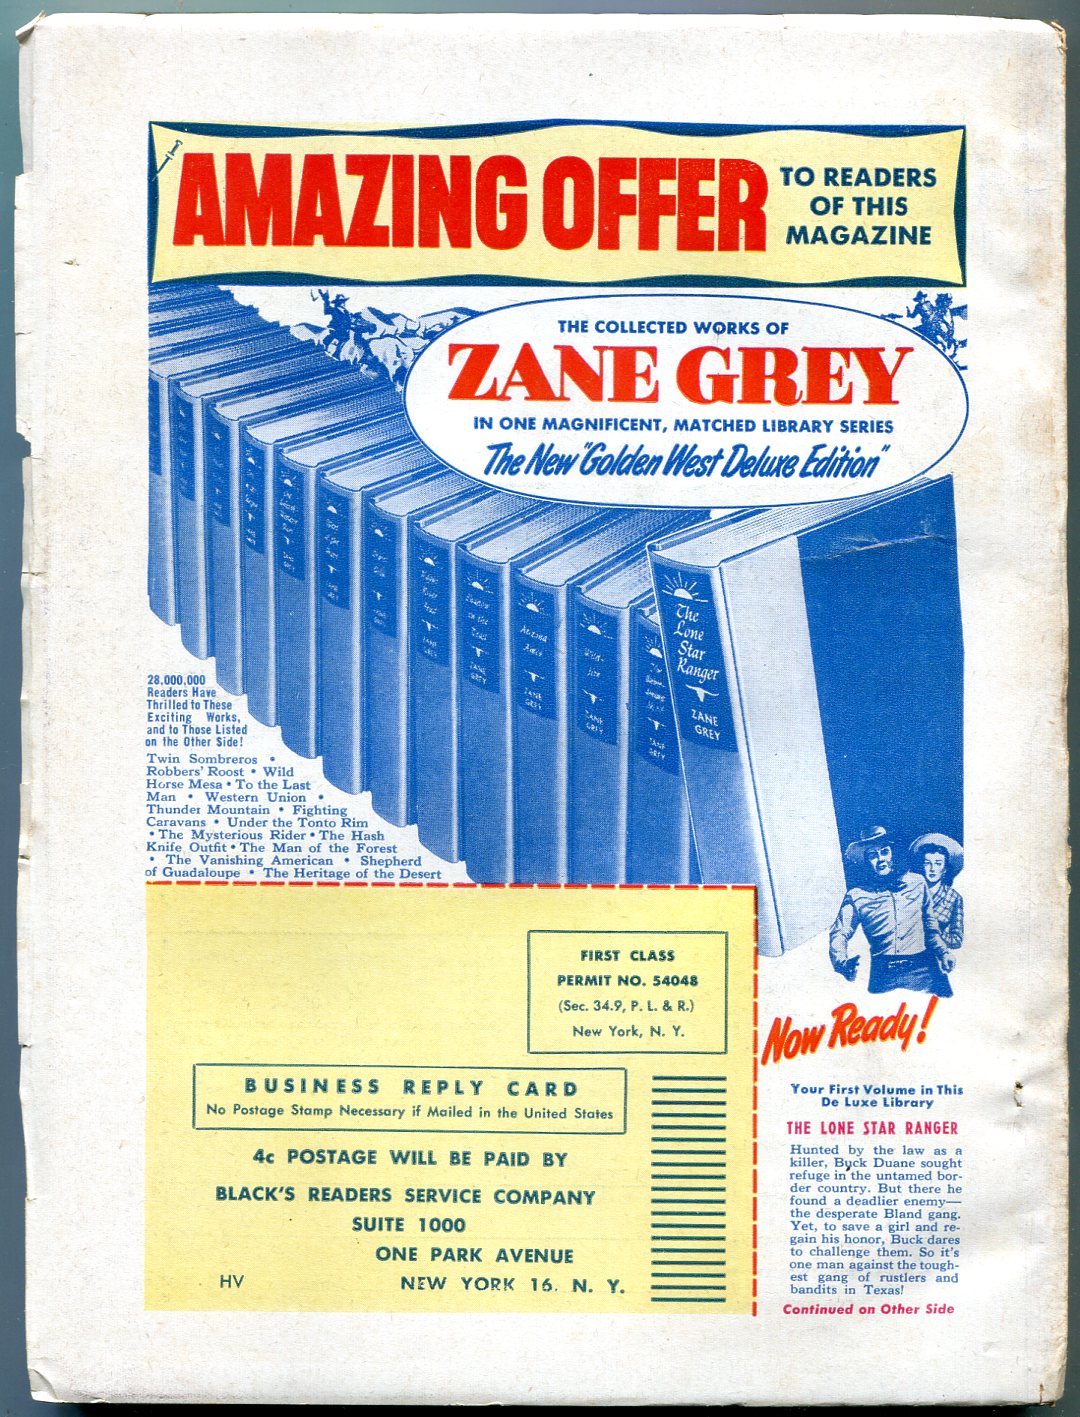 AMAZING OFFER
TO READERS
OF THIS
MAGAZINE
THE COLLECTED WORKS OF
ZANE GREY
IN ONE MAGNIFICENT, MATCHED LIBRARY SERIES
The New "Golden West Deluxe Edition"
The
Lone
Star
Ranger
ZANE
GREY
Arizona
Ames
ZANE
GREY
ZANE
GREY
28,000,000
Readers Have
Thrilled to These
Exciting Works,
and to Those Listed
on the Other Side!
Twin Sombreros •
Robbers' Roost • Wild
Horse Mesa • To the Last
Man • Western Union •
Thunder Mountain • Fighting
Caravans • Under the Tonto Rim
• The Mysterious Rider • The Hash
Knife Outfit • The Man of the Forest
• The Vanishing American • Shepherd
of Guadaloupe • The Heritage of the Desert
FIRST CLASS
PERMIT NO. 54048
(Sec. 34.9, P. L. & R.)
New York, N. Y.
BUSINESS REPLY CARD
No Postage Stamp Necessary if Mailed in the United States
4c POSTAGE WILL BE PAID BY
BLACK'S READERS SERVICE COMPANY
SUITE 1000
ONE PARK AVENUE
HV NEW YORK 16, N. Y.
Now Ready!
Your First Volume in This
De Luxe Library
THE LONE STAR RANGER
Hunted by the law as a
killer, Buck Duane sought
refuge in the untamed bor-
der country. But there he
found a deadlier enemy—
the desperate Bland gang.
Yet, to save a girl and re-
gain his honor, Buck dares
to challenge them. So it's
one man against the tough-
est gang of rustlers and
bandits in Texas!
Continued on Other Side